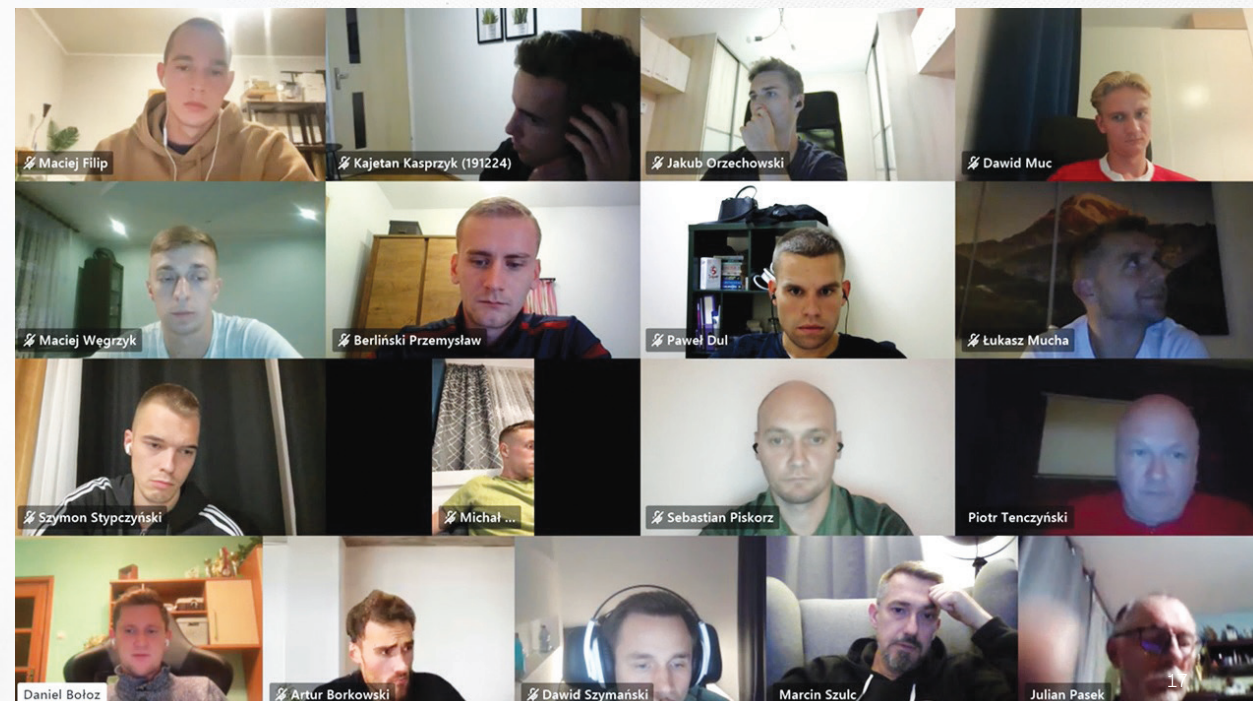 Maciej Filip
Kajetan Kasprzyk (191224)
Jakub Orzechowski
Dawid Muc
Maciej Węgrzyk
Berliński Przemysław
Paweł Dul
Łukasz Mucha
Szymon Stypczyński
Michał ...
Sebastian Piskorz
Piotr Tenczyński
Daniel Bołoz
Artur Borkowski
Dawid Szymański
Marcin Szulc
Julian Pasek
17